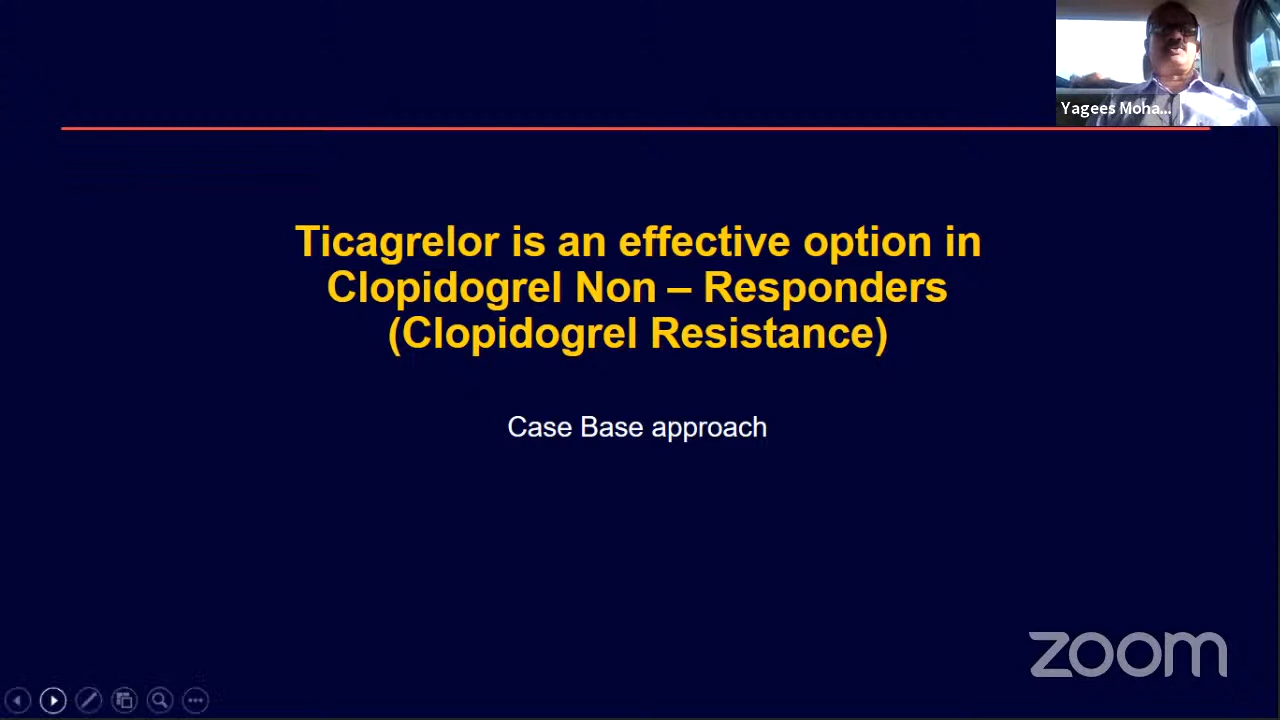 Yagees Moha...
Ticagrelor is an effective option in
Clopidogrel Non – Responders
(Clopidogrel Resistance)
Case Base approach
zoom